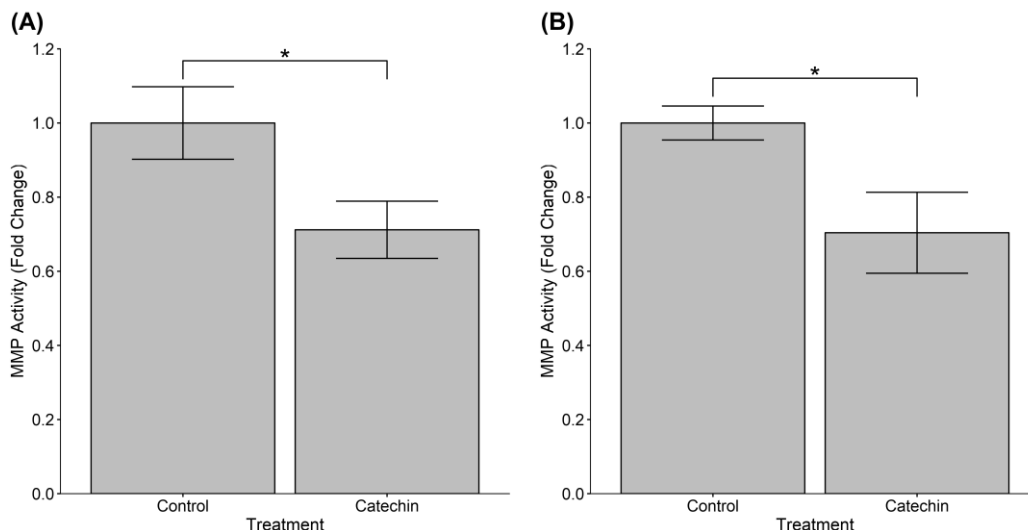 (A)
1.2
*
1.0
0.8
0.6
0.4
0.2
0.0
MMP Activity (Fold Change)
Control Catechin
Treatment
(B)
1.2
*
1.0
0.8
0.6
0.4
0.2
0.0
MMP Activity (Fold Change)
Control Catechin
Treatment